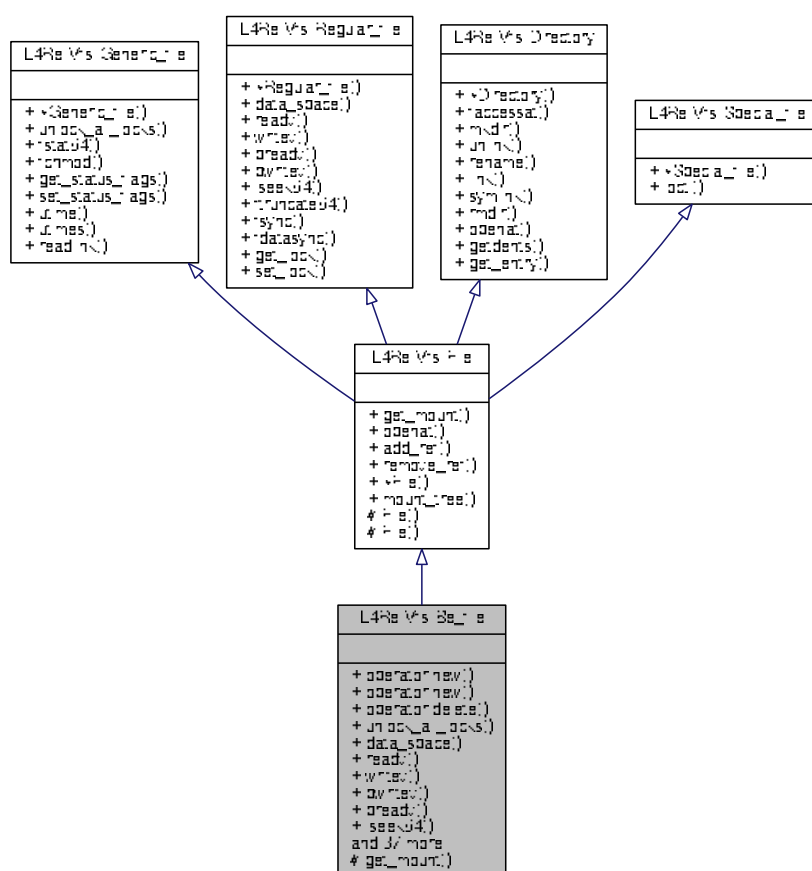 L4Re::Vfs::Generic_file
+ ~Generic_file()
+ unlock_all_locks()
+ fstat64()
+ fchmod()
+ get_status_flags()
+ set_status_flags()
+ utime()
+ utimes()
+ readlink()
L4Re::Vfs::Regular_file
+ ~Regular_file()
+ data_space()
+ readv()
+ writev()
+ preadv()
+ pwritev()
+ lseek64()
+ ftruncate64()
+ fsync()
+ fdatasync()
+ get_lock()
+ set_lock()
L4Re::Vfs::Directory
+ ~Directory()
+ faccessat()
+ mkdir()
+ unlink()
+ rename()
+ link()
+ symlink()
+ rmdir()
+ openat()
+ getdents()
+ get_entry()
L4Re::Vfs::Special_file
+ ~Special_file()
+ ioctl()
L4Re::Vfs::File
+ get_mount()
+ openat()
+ add_ref()
+ remove_ref()
+ ~File()
+ mount_tree()
# File()
# File()
L4Re::Vfs::Be_file
+ operator new()
+ operator new()
+ operator delete()
+ unlock_all_locks()
+ data_space()
+ readv()
+ writev()
+ pwritev()
+ preadv()
+ lseek64()
and 37 more...
# get_mount()